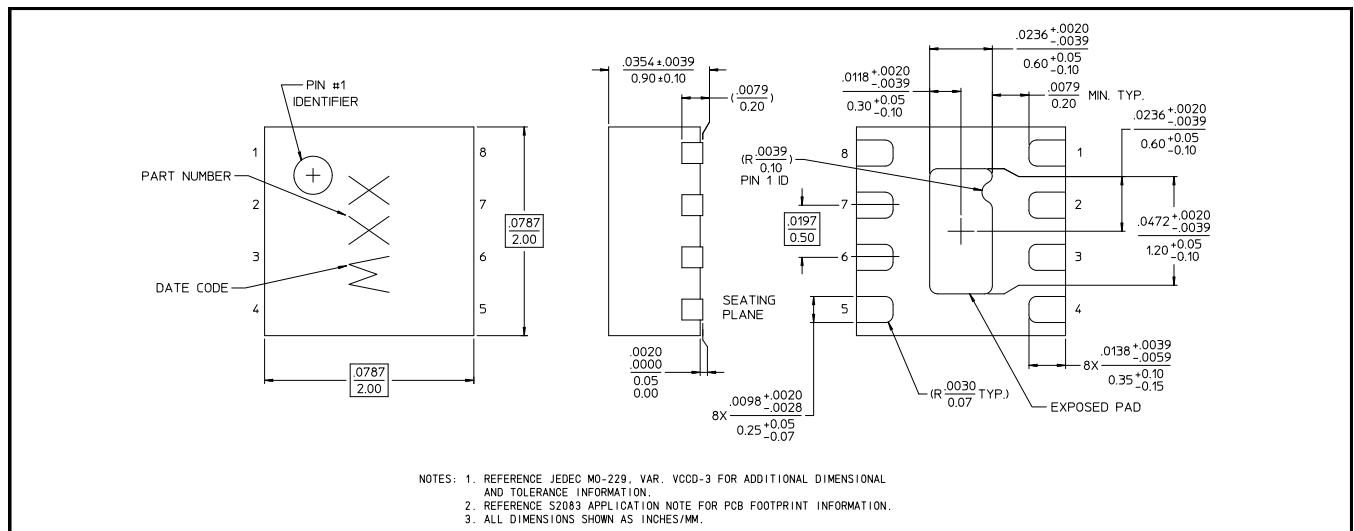 PIN #1
IDENTIFIER
PART NUMBER
DATE CODE
1
2
3
4
8
7
6
5
XX
Σ
.0787
2.00
.0787
2.00
.0354±.0039
0.90±0.10
(.0079
0.20)
SEATING
PLANE
.0020
.0000
0.05
0.00
.0236 +.0020
-.0039
0.60 +0.05
-0.10
.0118 +.0020
-.0039
0.30 +0.05
-0.10
.0079
0.20
MIN. TYP.
.0236 +.0020
-.0039
0.60 +0.05
-0.10
(R .0039
0.10)
PIN 1 ID
.0197
0.50
8
7
6
5
1
2
3
4
.0472 +.0020
-.0039
1.20 +0.05
-0.10
8X .0138 +.0039
-.0059
0.35 +0.10
-0.15
(R .0030
0.07 TYP.)
EXPOSED PAD
8X .0098 +.0020
-.0028
0.25 +0.05
-0.07
NOTES: 1. REFERENCE JEDEC MO-229, VAR. VCCD-3 FOR ADDITIONAL DIMENSIONAL
AND TOLERANCE INFORMATION.
2. REFERENCE S2083 APPLICATION NOTE FOR PCB FOOTPRINT INFORMATION.
3. ALL DIMENSIONS SHOWN AS INCHES/MM.